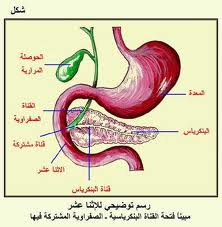 شكل
الحوصلة
المرارية
المعدة
القناة
الصفراوية
قناة مشتركة
البنكرياس
الاثنا عشر
قناة البنكرياس
رسم توضيحي للإثنا عشر
مبيناً فتحة القناة البنكرياسية - الصفراوية المشتركة فيها